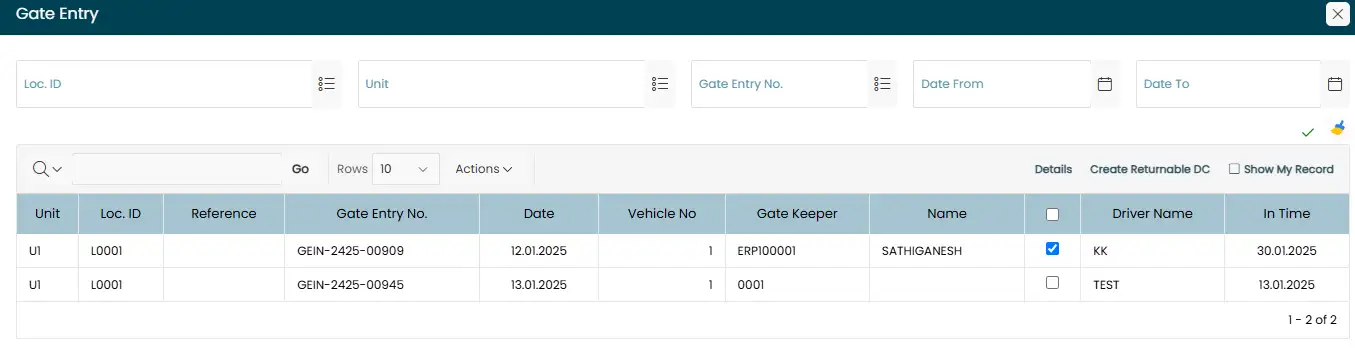 Gate Entry
Loc. ID Unit Gate Entry No. Date From Date To
Go Rows 10 Actions Details Create Returnable DC Show My Record
Unit Loc. ID Reference Gate Entry No. Date Vehicle No Gate Keeper Name Driver Name In Time
U1 L0001 GEIN-2425-00909 12.01.2025 1 ERP100001 SATHIGANESH KK 30.01.2025
U1 L0001 GEIN-2425-00945 13.01.2025 1 0001 TEST 13.01.2025
1 - 2 of 2